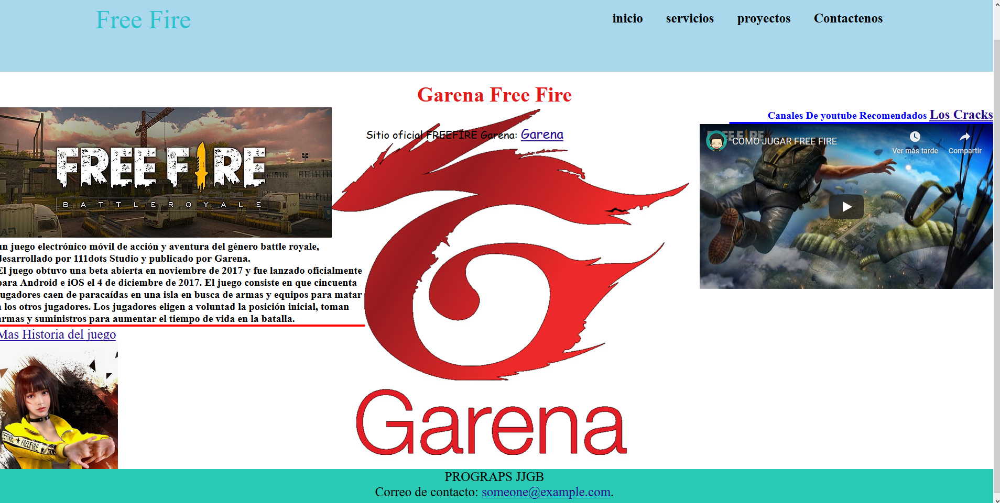 Free Fire
inicio servicios proyectos Contactenos
Garena Free Fire
FREE FIRE
BATTLEROYALE
un juego electrónico móvil de acción y aventura del género battle royale,
desarrollado por 111dots Studio y publicado por Garena.
El juego obtuvo una beta abierta en noviembre de 2017 y fue lanzado oficialmente
para Android e iOS el 4 de diciembre de 2017. El juego consiste en que cincuenta
jugadores caen de paracaídas en una isla en busca de armas y equipos para matar
a los otros jugadores. Los jugadores eligen a voluntad la posición inicial, toman
armas y suministros para aumentar el tiempo de vida en la batalla.
Mas Historia del juego
FREEFIRE
Sitio oficial FREEFIRE Garena: Garena
Garena
Canales De youtube Recomendados Los Cracks
FREE FIRE
COMO JUGAR FREE FIRE
Ver más tarde
Compartir
PROGRAPS JJGB
Correo de contacto: someone@example.com.